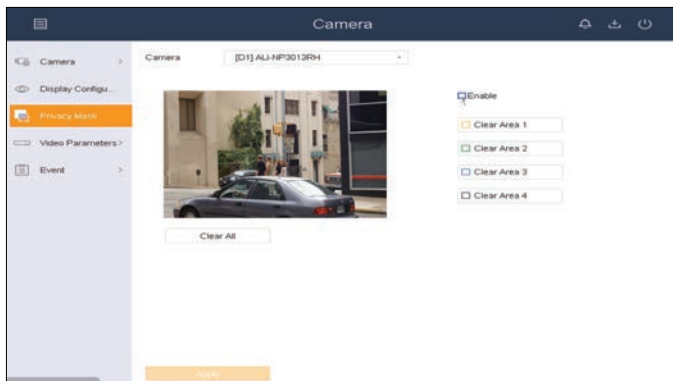 Camera
Camera
Camera
[D1] ALI-NP3013RH
Display Configu...
Enable
Privacy Mask
Clear Area 1
Video Parameters
Clear Area 2
Event
Clear Area 3
Clear Area 4
Clear All
Apply